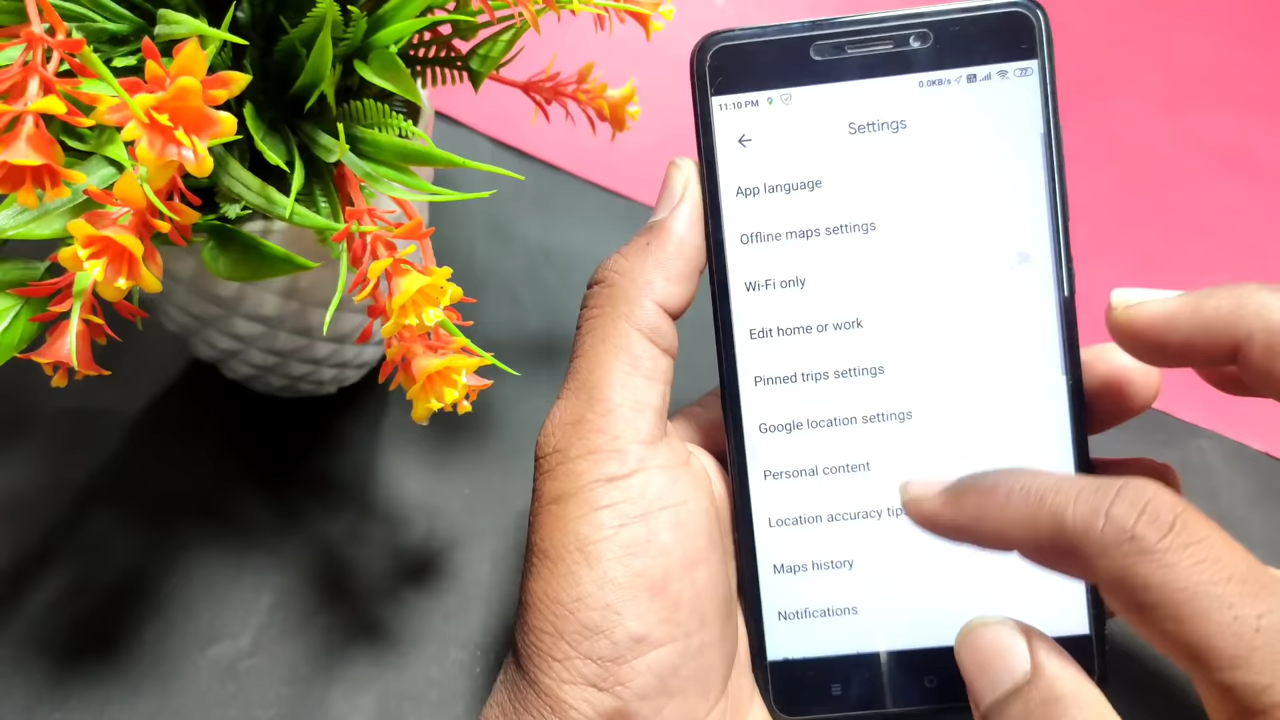 11:10 PM 0.0KB/s 77
Settings
App language
Offline maps settings
Wi-Fi only
Edit home or work
Pinned trips settings
Google location settings
Personal content
Location accuracy tips
Maps history
Notifications